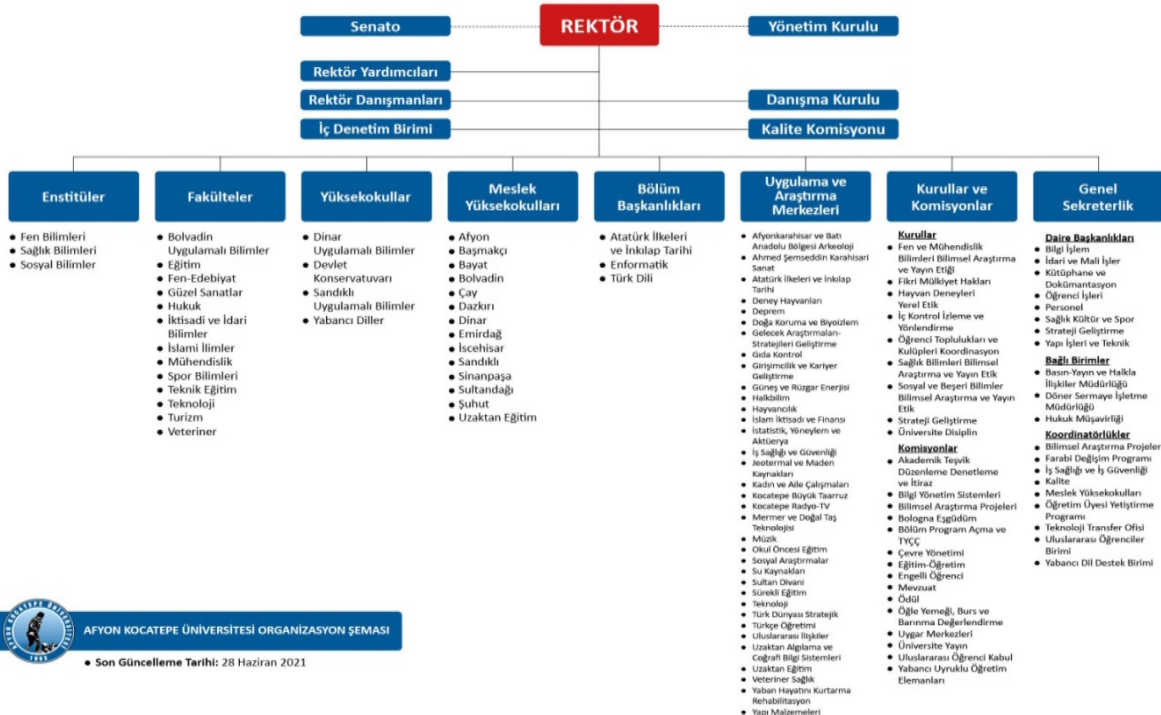 Senato
REKTÖR
Yönetim Kurulu
Rektör Yardımcıları
Rektör Danışmanları
Danışma Kurulu
İç Denetim Birimi
Kalite Komisyonu
Enstitüler
• Fen Bilimleri
• Sağlık Bilimleri
• Sosyal Bilimler
Fakülteler
• Bolvadin
Uygulamalı Bilimler
• Eğitim
• Fen-Edebiyat
• Güzel Sanatlar
• Hukuk
• İktisadi ve İdari
Bilimler
• İslami İlimler
• Mühendislik
• Spor Bilimleri
• Teknik Eğitim
• Teknoloji
• Turizm
• Veteriner
Yüksekokullar
• Dinar
Uygulamalı Bilimler
• Devlet
Konservatuvarı
• Sandıklı
Uygulamalı Bilimler
• Yabancı Diller
Meslek
Yüksekokulları
• Afyon
• Başmakçı
• Bayat
• Bolvadin
• Çay
• Dazkırı
• Dinar
• Emirdağ
• İscehisar
• Sandıklı
• Sinanpaşa
• Sultandağı
• Şuhut
• Uzaktan Eğitim
Bölüm
Başkanlıkları
• Atatürk İlkeleri
ve İnkılap Tarihi
• Enformatik
• Türk Dili
Uygulama ve
Araştırma
Merkezleri
• Afyonkarahisar ve Batı
Anadolu Bölgesi Arkeoloji
• Ahmed Şemseddin Karahisari
Sanat
• Atatürk İlkeleri ve İnkılap
Tarihi
• Deney Hayvanları
• Deprem
• Doğa Koruma ve Biyoizlem
• Gelecek Araştırmaları-
Stratejileri Geliştirme
• Gıda Kontrol
• Girişimcilik ve Kariyer
Geliştirme
• Güneş ve Rüzgar Enerjisi
• Halkbilim
• Hayvancılık
• İslam İktisadı ve Finansı
• İstatistik, Yöneylem ve
Aktüerya
• İş Sağlığı ve Güvenliği
• Jeotermal ve Maden
Kaynakları
• Kadın ve Aile Çalışmaları
• Kocatepe Büyük Taarruz
• Kocatepe Radyo-TV
• Mermer ve Doğal Taş
Teknolojisi
• Müzik
• Okul Öncesi Eğitim
• Sosyal Araştırmalar
• Su Kaynakları
• Sultan Divani
• Sürekli Eğitim
• Teknoloji
• Türk Dünyası Stratejik
• Türkçe Öğretimi
• Uluslararası İlişkiler
• Uzaktan Algılama ve
Coğrafi Bilgi Sistemleri
• Uzaktan Eğitim
• Veteriner Sağlık
• Yaban Hayatını Kurtarma
Rehabilitasyon
• Yapı Malzemeleri
Kurullar ve
Komisyonlar
Kurullar
• Fen ve Mühendislik
Bilimleri Bilimsel Araştırma
ve Yayın Etiği
• Fikri Mülkiyet Hakları
• Hayvan Deneyleri
Yerel Etik
• İç Kontrol İzleme ve
Yönlendirme
• Öğrenci Toplulukları ve
Kulüpleri Koordinasyon
• Sağlık Bilimleri Bilimsel
Araştırma ve Yayın Etik
• Sosyal ve Beşeri Bilimler
Bilimsel Araştırma ve Yayın
Etik
• Strateji Geliştirme
• Üniversite Disiplin
Komisyonlar
• Akademik Teşvik
Düzenleme Denetleme
ve İtiraz
• Bilgi Yönetim Sistemleri
• Bilimsel Araştırma Projeleri
• Bologna Eşgüdüm
• Bölüm Program Açma ve
TYÇÇ
• Çevre Yönetimi
• Eğitim-Öğretim
• Engelli Öğrenci
• Mevzuat
• Ödül
• Öğle Yemeği, Burs ve
Barınma Değerlendirme
• Uygar Merkezleri
• Üniversite Yayın
• Uluslararası Öğrenci Kabul
• Yabancı Uyruklu Öğretim
Elemanları
Genel
Sekreterlik
Daire Başkanlıkları
• Bilgi İşlem
• İdari ve Mali İşler
• Kütüphane ve
Dokümantasyon
• Öğrenci İşleri
• Personel
• Sağlık Kültür ve Spor
• Strateji Geliştirme
• Yapı İşleri ve Teknik
Bağlı Birimler
• Basın-Yayın ve Halkla
İlişkiler Müdürlüğü
• Döner Sermaye İşletme
Müdürlüğü
• Hukuk Müşavirliği
Koordinatörlükler
• Bilimsel Araştırma Projeler
• Farabi Değişim Programı
• İş Sağlığı ve İş Güvenliği
• Kalite
• Meslek Yüksekokulları
• Öğretim Üyesi Yetiştirme
Programı
• Teknoloji Transfer Ofisi
• Uluslararası Öğrenciler
Birimi
• Yabancı Dil Destek Birimi
AFYON KOCATEPE ÜNİVERSİTESİ
1992
AFYON KOCATEPE ÜNİVERSİTESİ ORGANİZASYON ŞEMASI
• Son Güncelleme Tarihi: 28 Haziran 2021